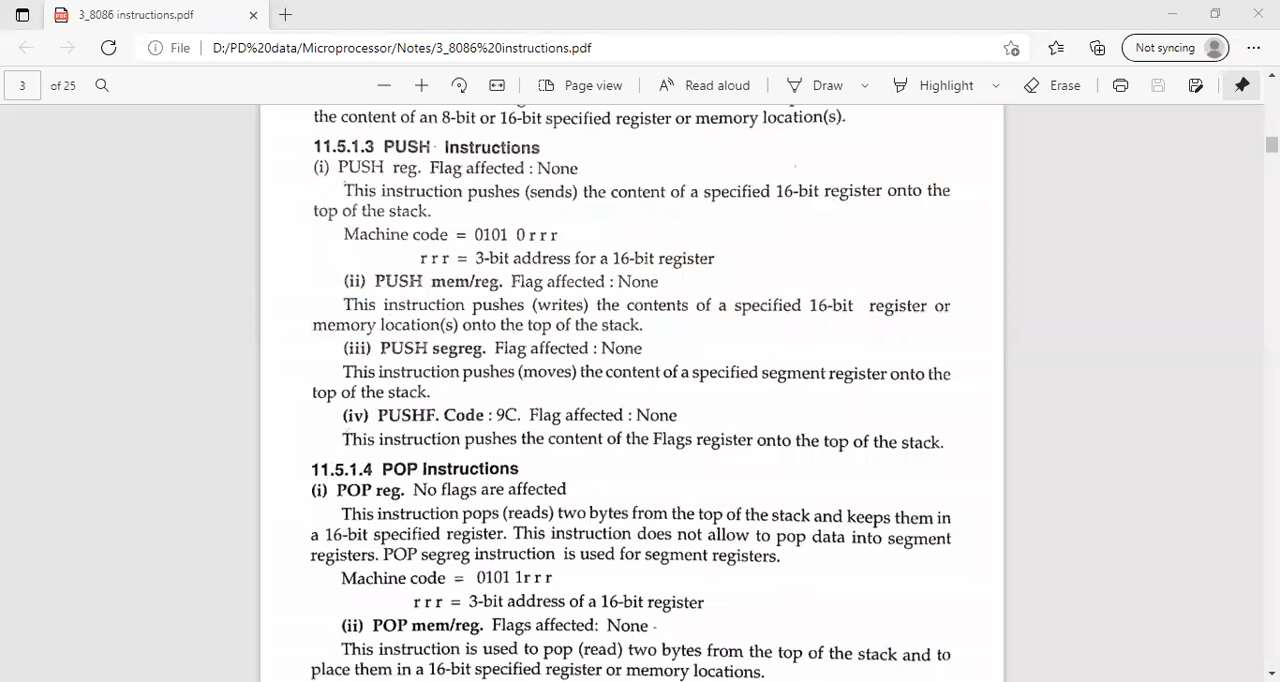 3_8086 instructions.pdf
File D:/PD%20data/Microprocessor/Notes/3_8086%20instructions.pdf Not syncing
3 of 25 Page view Read aloud Draw Highlight Erase
the content of an 8-bit or 16-bit specified register or memory location(s).
11.5.1.3 PUSH Instructions
(i) PUSH reg. Flag affected : None
This instruction pushes (sends) the content of a specified 16-bit register onto the
top of the stack.
Machine code = 0101 0 r r r
r r r = 3-bit address for a 16-bit register
(ii) PUSH mem/reg. Flag affected : None
This instruction pushes (writes) the contents of a specified 16-bit register or
memory location(s) onto the top of the stack.
(iii) PUSH segreg. Flag affected : None
This instruction pushes (moves) the content of a specified segment register onto the
top of the stack.
(iv) PUSHF. Code : 9C. Flag affected : None
This instruction pushes the content of the Flags register onto the top of the stack.
11.5.1.4 POP Instructions
(i) POP reg. No flags are affected
This instruction pops (reads) two bytes from the top of the stack and keeps them in
a 16-bit specified register. This instruction does not allow to pop data into segment
registers. POP segreg instruction is used for segment registers.
Machine code = 0101 1r r r
r r r = 3-bit address of a 16-bit register
(ii) POP mem/reg. Flags affected: None
This instruction is used to pop (read) two bytes from the top of the stack and to
place them in a 16-bit specified register or memory locations.